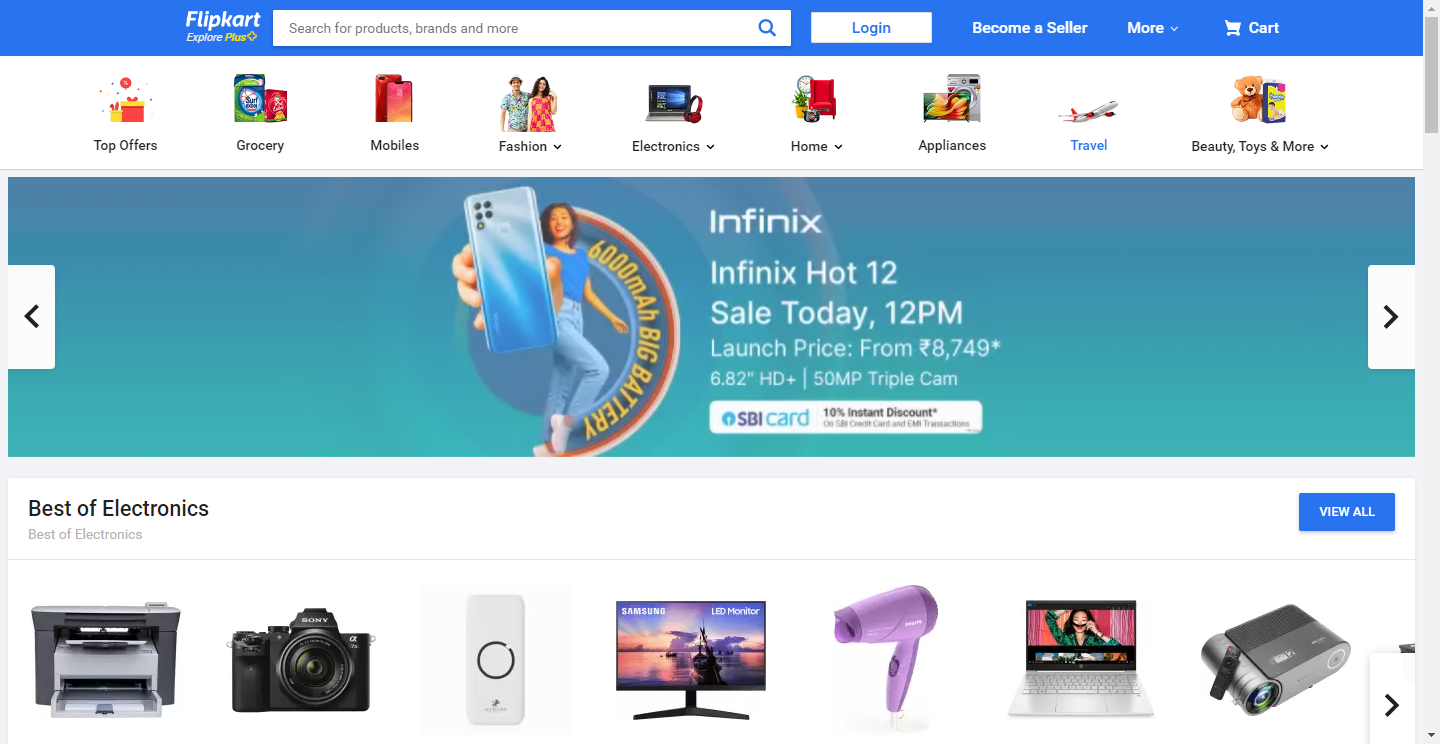 Flipkart
Explore Plus
Search for products, brands and more
Login
Become a Seller
More
Cart
Top Offers
Grocery
Mobiles
Fashion
Electronics
Home
Appliances
Travel
Beauty, Toys & More
Infinix
Infinix Hot 12
Sale Today, 12PM
Launch Price: From ₹8,749*
6.82" HD+ | 50MP Triple Cam
SBI card
10% Instant Discount*
On SBI Credit Card and EMI Transactions
6000mAh BIG BATTERY
Best of Electronics
Best of Electronics
VIEW ALL
SONY
SAMSUNG
LED Monitor
PHILIPS